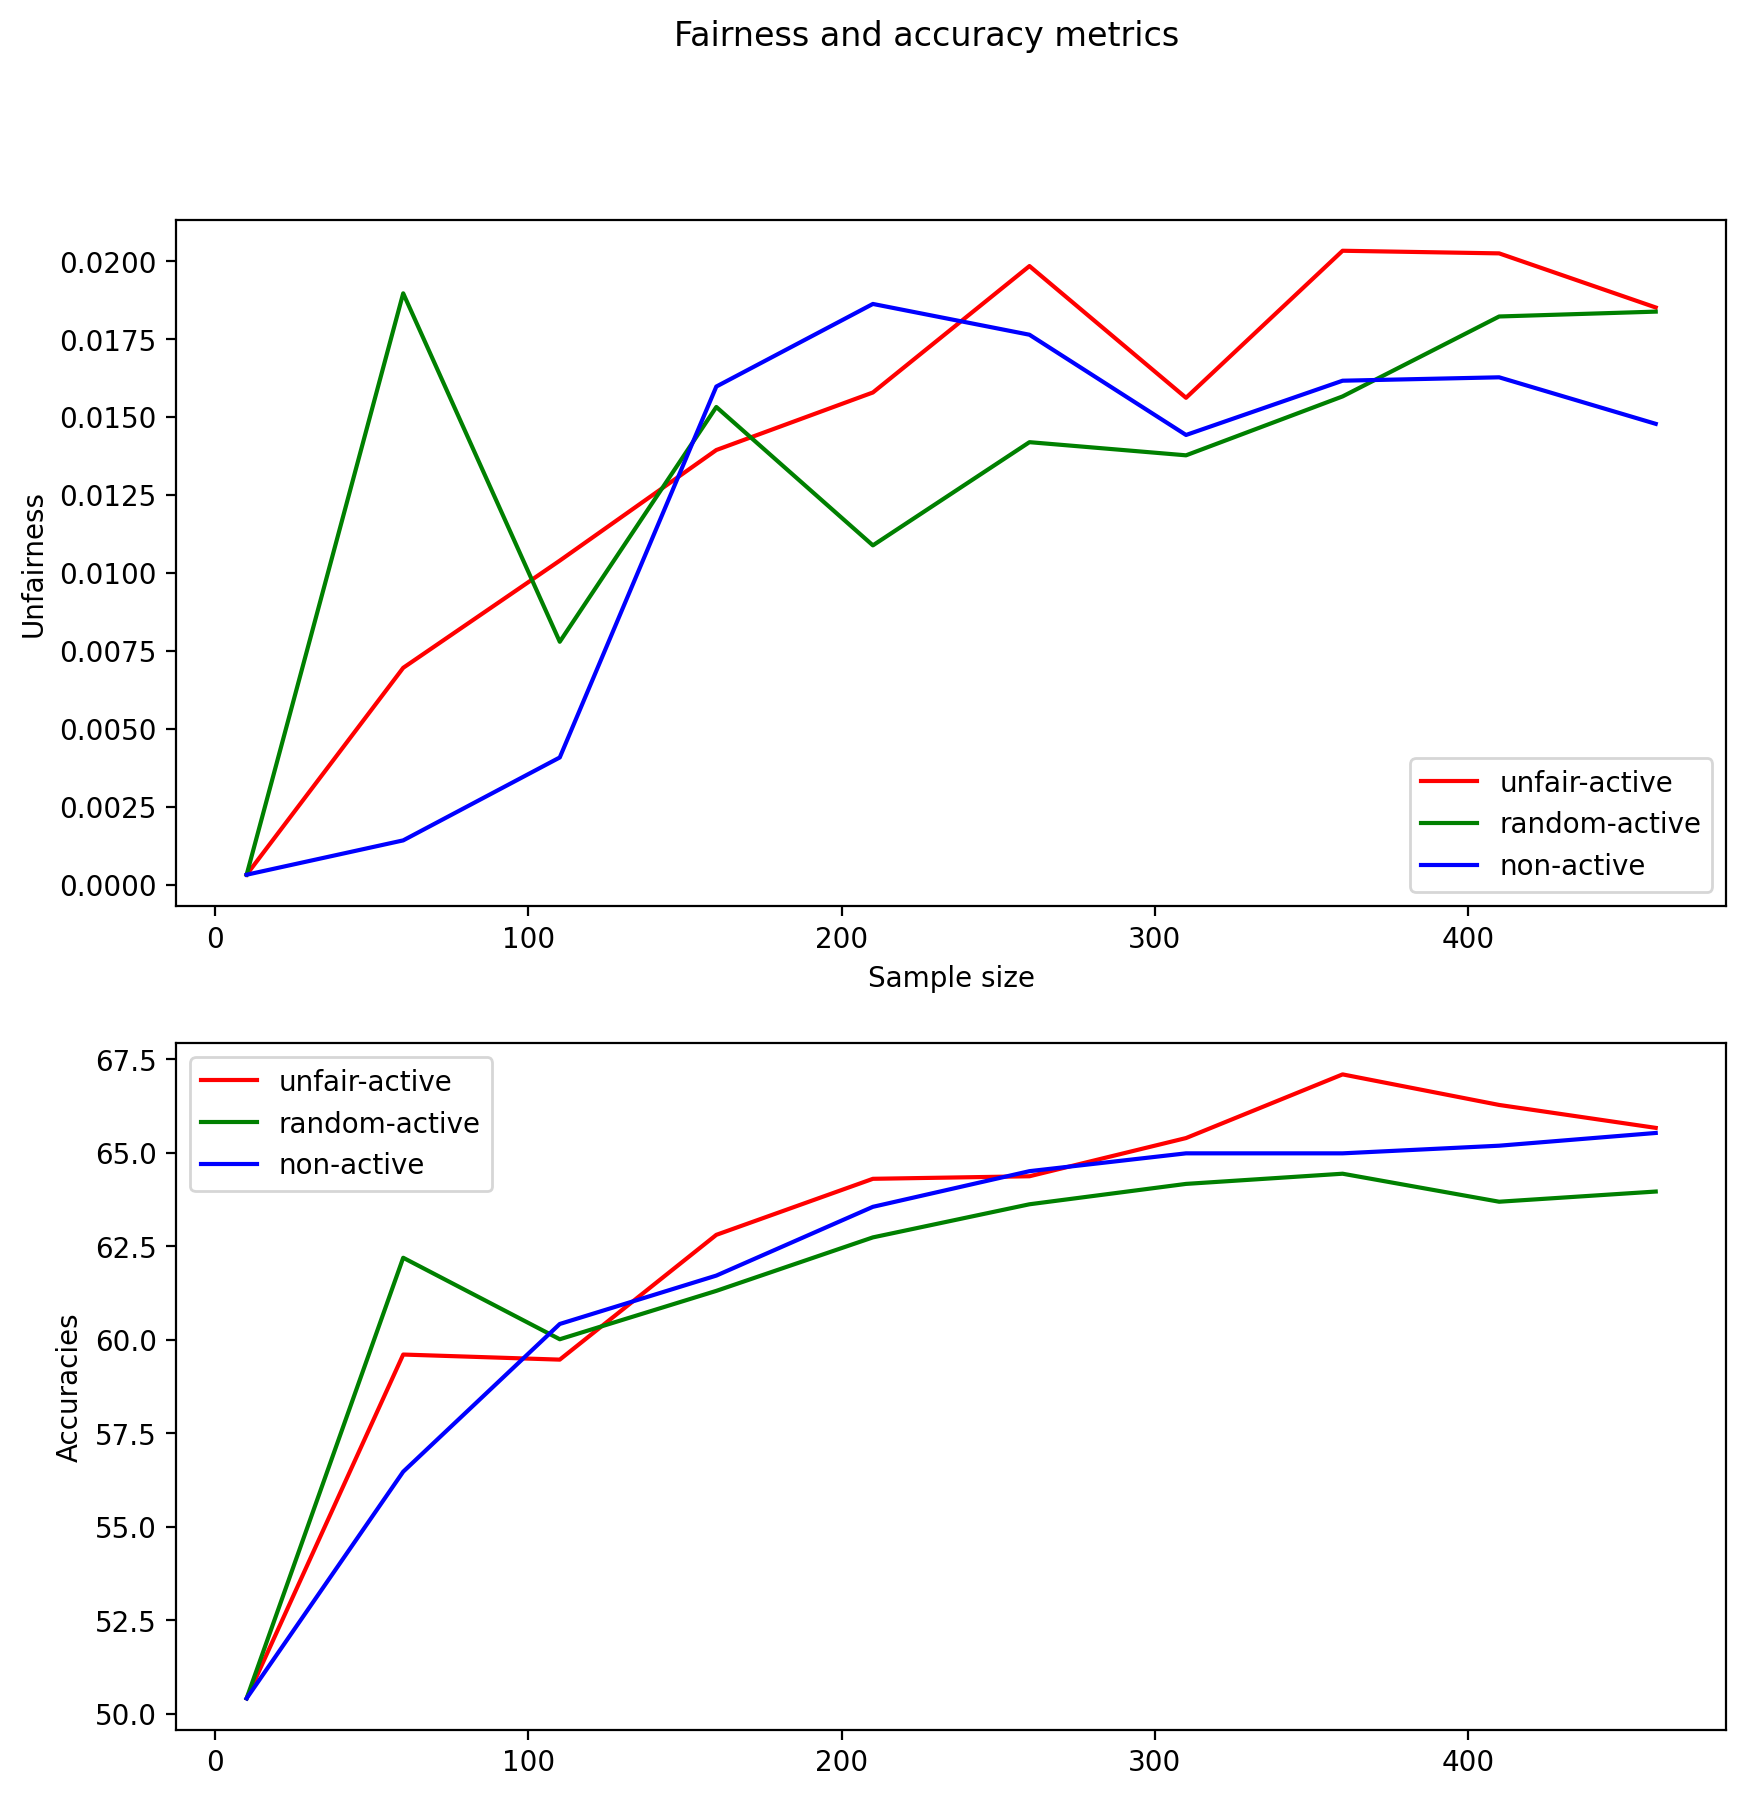 Fairness and accuracy metrics
0.0200
0.0175
0.0150
0.0125
0.0100
0.0075
0.0050
0.0025
0.0000
Unfairness
unfair-active
random-active
non-active
0 100 200 300 400
Sample size
67.5
65.0
62.5
60.0
57.5
55.0
52.5
50.0
Accuracies
unfair-active
random-active
non-active
0 100 200 300 400